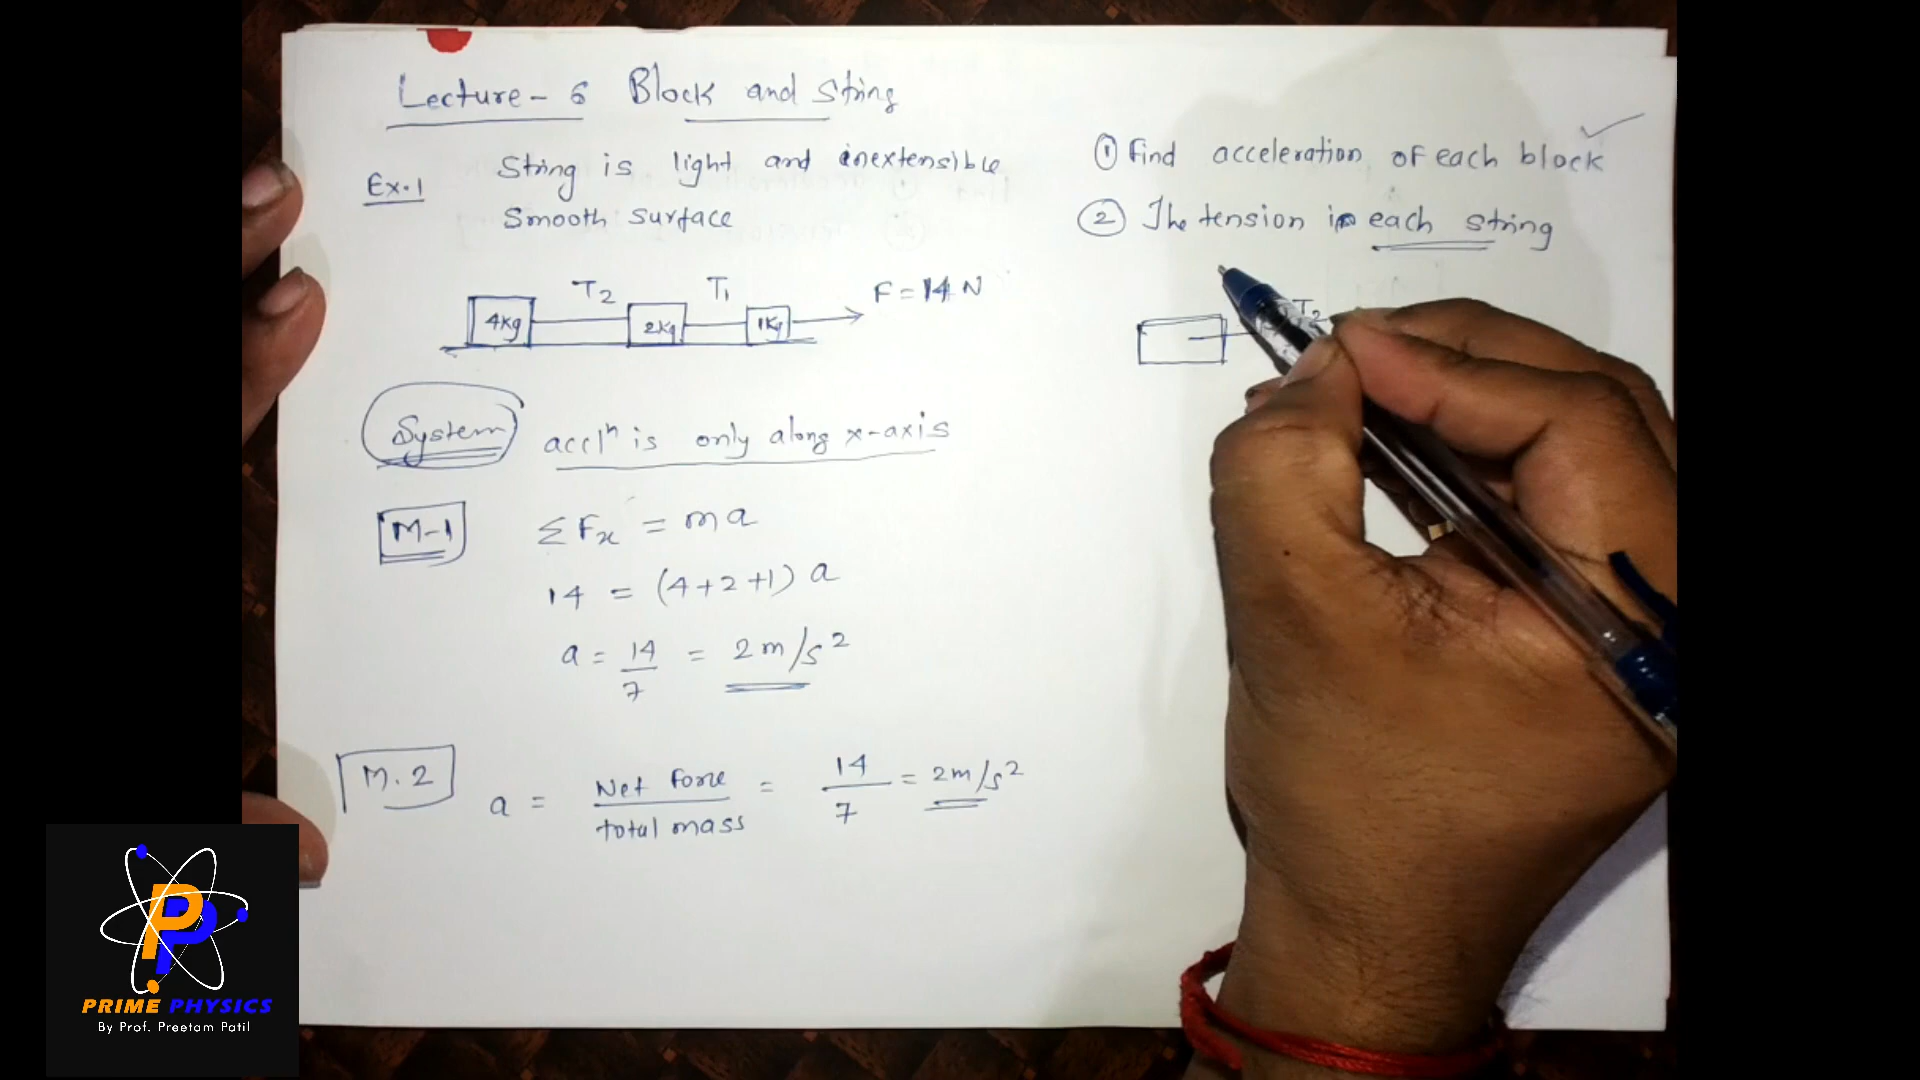 Lecture - 6 Block and String
Ex.1
String is light and inextensible
Smooth surface
4Kg T2 2Kg T1 1Kg F = 14 N
System accln is only along x-axis
M-1 ΣFx = ma
14 = (4+2+1) a
a = 14/7 = 2m/s²
M.2 a = Net Force/total mass = 14/7 = 2m/s²
① Find acceleration of each block ✓
② The tension in each string
T2
PRIME PHYSICS
By Prof. Preetam Patil